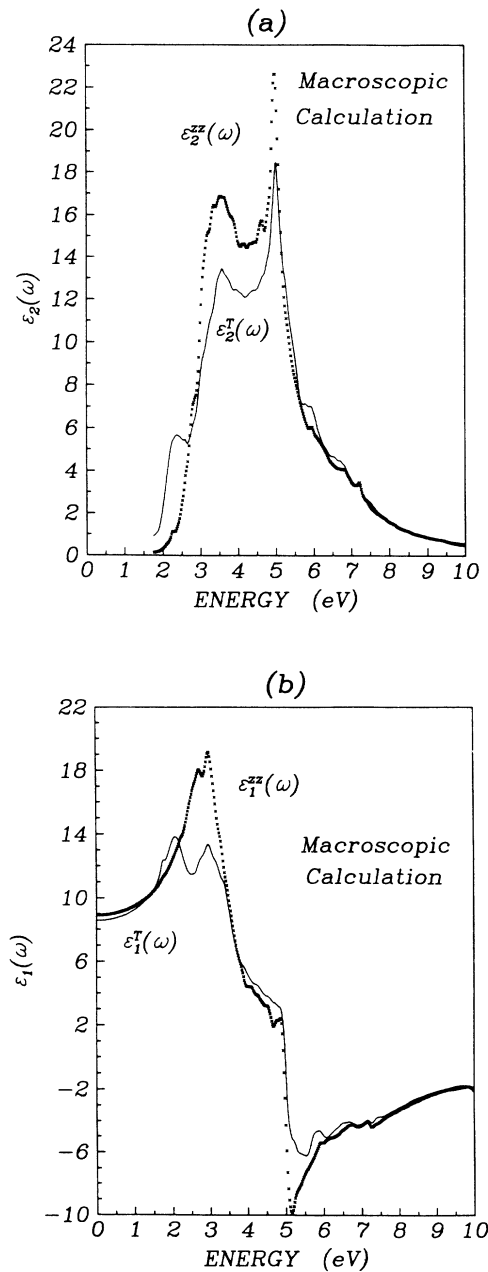 (a)
24
22
20
18
16
14
12
10
8
6
4
2
0
Macroscopic
Calculation
ε₂ᶻᶻ(ω)
ε₂ᵀ(ω)
ε₂(ω)
0 1 2 3 4 5 6 7 8 9 10
ENERGY (eV)
(b)
22
18
14
10
6
2
-2
-6
-10
ε₁ᶻᶻ(ω)
Macroscopic
Calculation
ε₁ᵀ(ω)
ε₁(ω)
0 1 2 3 4 5 6 7 8 9 10
ENERGY (eV)